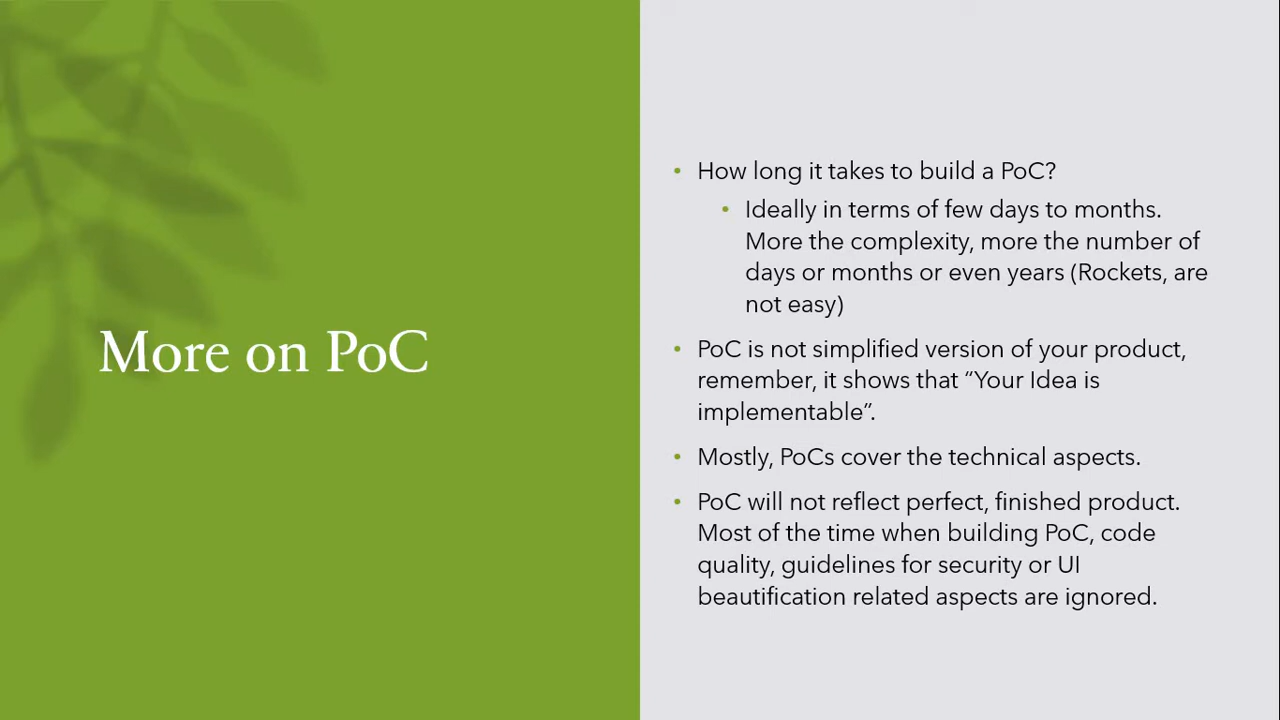 More on PoC
• How long it takes to build a PoC?
• Ideally in terms of few days to months.
More the complexity, more the number of
days or months or even years (Rockets, are
not easy)
• PoC is not simplified version of your product,
remember, it shows that “Your Idea is
implementable”.
• Mostly, PoCs cover the technical aspects.
• PoC will not reflect perfect, finished product.
Most of the time when building PoC, code
quality, guidelines for security or UI
beautification related aspects are ignored.